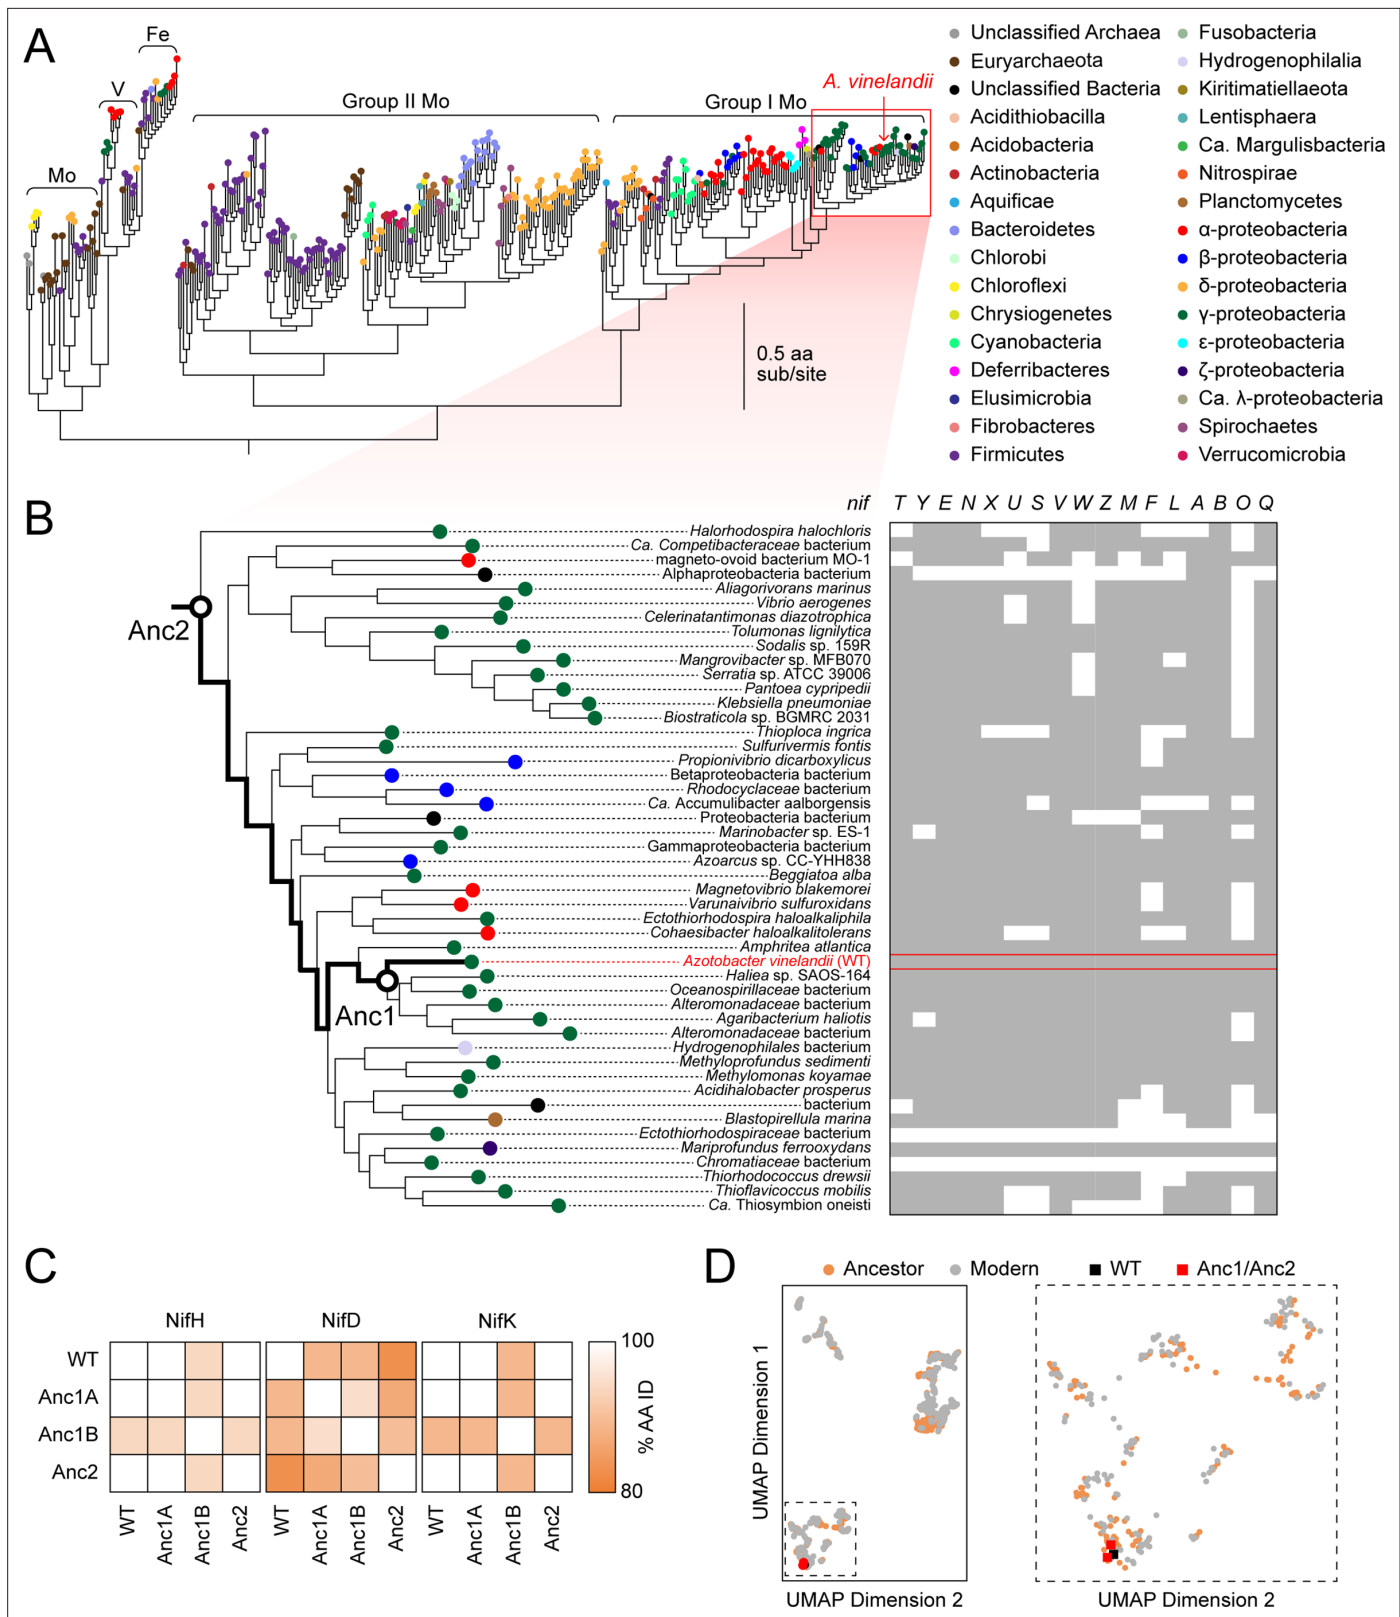 A
Fe
V
Mo
Group II Mo
Group I Mo
A. vinelandii
0.5 aa
sub/site
Unclassified Archaea
Euryarchaeota
Unclassified Bacteria
Acidithiobacilla
Acidobacteria
Actinobacteria
Aquificae
Bacteroidetes
Chlorobi
Chloroflexi
Chrysiogenetes
Cyanobacteria
Deferribacteres
Elusimicrobia
Fibrobacteres
Firmicutes
Fusobacteria
Hydrogenophilalia
Kiritimatiellaeota
Lentisphaera
Ca. Margulisbacteria
Nitrospirae
Planctomycetes
α-proteobacteria
β-proteobacteria
δ-proteobacteria
γ-proteobacteria
ε-proteobacteria
ζ-proteobacteria
Ca. λ-proteobacteria
Spirochaetes
Verrucomicrobia
B
nif T Y E N X U S V W Z M F L A B O Q
Anc2
Anc1
Halorhodospira halochloris
Ca. Competibacteraceae bacterium
magneto-ovoid bacterium MO-1
Alphaproteobacteria bacterium
Aliagorivorans marinus
Vibrio aerogenes
Celerinatantimonas diazotrophica
Tolumonas lignilytica
Sodalis sp. 159R
Mangrovibacter sp. MFB070
Serratia sp. ATCC 39006
Pantoea cypripedii
Klebsiella pneumoniae
Biostraticola sp. BGMRC 2031
Thioploca ingrica
Sulfurivermis fontis
Propionivibrio dicarboxylicus
Betaproteobacteria bacterium
Rhodocyclaceae bacterium
Ca. Accumulibacter aalborgensis
Proteobacteria bacterium
Marinobacter sp. ES-1
Gammaproteobacteria bacterium
Azoarcus sp. CC-YHH838
Beggiatoa alba
Magnetovibrio blakemorei
Varunaivibrio sulfuroxidans
Ectothiorhodospira haloalkaliphila
Cohaesibacter haloalkalitolerans
Amphritea atlantica
Azotobacter vinelandii (WT)
Haliea sp. SAOS-164
Oceanospirillaceae bacterium
Alteromonadaceae bacterium
Agaribacterium haliotis
Alteromonadaceae bacterium
Hydrogenophilales bacterium
Methyloprofundus sedimenti
Methylomonas koyamae
Acidihalobacter prosperus
bacterium
Blastopirellula marina
Ectothiorhodospiraceae bacterium
Mariprofundus ferrooxydans
Chromatiaceae bacterium
Thiorhodococcus drewsii
Thioflavicoccus mobilis
Ca. Thiosymbion oneisti
C
NifH NifD NifK
WT
Anc1A
Anc1B
Anc2
WT Anc1A Anc1B Anc2 WT Anc1A Anc1B Anc2 WT Anc1A Anc1B Anc2
100
% AA ID
80
D
Ancestor Modern WT Anc1/Anc2
UMAP Dimension 1
UMAP Dimension 2 UMAP Dimension 2